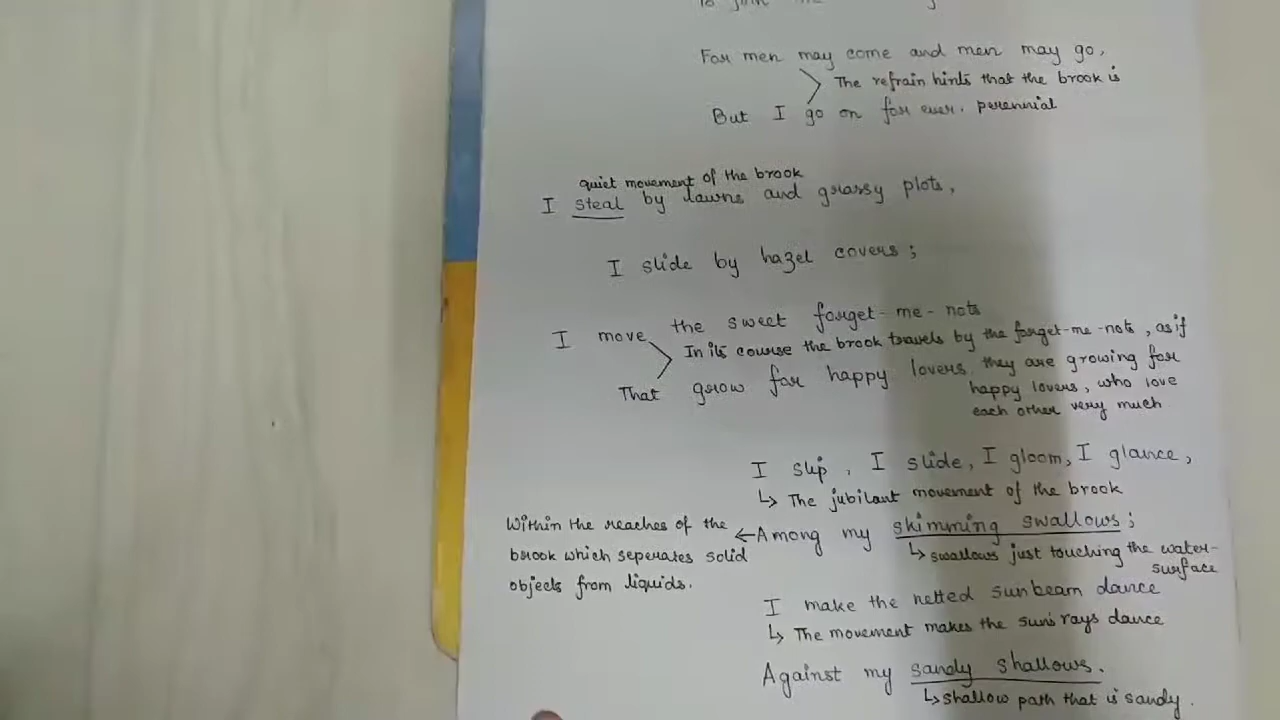 For men may come and men may go,
The refrain hints that the brook is
But I go on for ever. perennial
quiet movement of the brook
I steal by lawns and grassy plots,
I slide by hazel covers;
I move the sweet forget-me-nots
In its course the brook travels by the forget-me-nots, as if
That grow for happy lovers. they are growing for
happy lovers, who love
each other very much
I slip, I slide, I gloom, I glance,
↳ The jubilant movement of the brook
Within the reaches of the
brook which seperates solid
objects from liquids.
← Among my skimming swallows;
↳ swallows just touching the water-
surface
I make the netted sunbeam dance
↳ The movement makes the sun's rays dance
Against my sandy shallows.
↳ shallow path that is sandy.